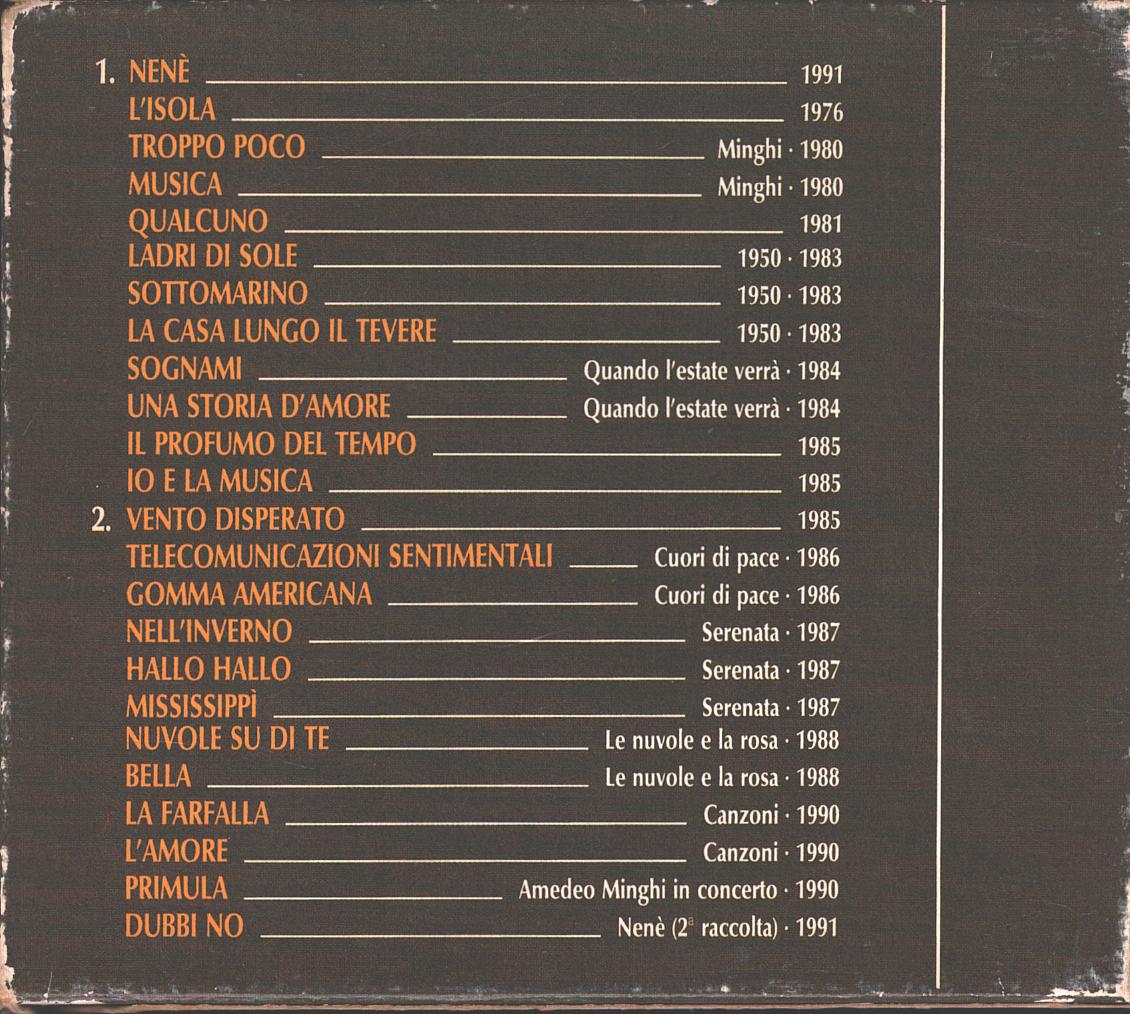 1. NENÈ 1991
L'ISOLA 1976
TROPPO POCO Minghi · 1980
MUSICA Minghi · 1980
QUALCUNO 1981
LADRI DI SOLE 1950 · 1983
SOTTOMARINO 1950 · 1983
LA CASA LUNGO IL TEVERE 1950 · 1983
SOGNAMI Quando l'estate verrà · 1984
UNA STORIA D'AMORE Quando l'estate verrà · 1984
IL PROFUMO DEL TEMPO 1985
IO E LA MUSICA 1985
2. VENTO DISPERATO 1985
TELECOMUNICAZIONI SENTIMENTALI Cuori di pace · 1986
GOMMA AMERICANA Cuori di pace · 1986
NELL'INVERNO Serenata · 1987
HALLO HALLO Serenata · 1987
MISSISSIPPÌ Serenata · 1987
NUVOLE SU DI TE Le nuvole e la rosa · 1988
BELLA Le nuvole e la rosa · 1988
LA FARFALLA Canzoni · 1990
L'AMORE Canzoni · 1990
PRIMULA Amedeo Minghi in concerto · 1990
DUBBI NO Nenè (2ª raccolta) · 1991